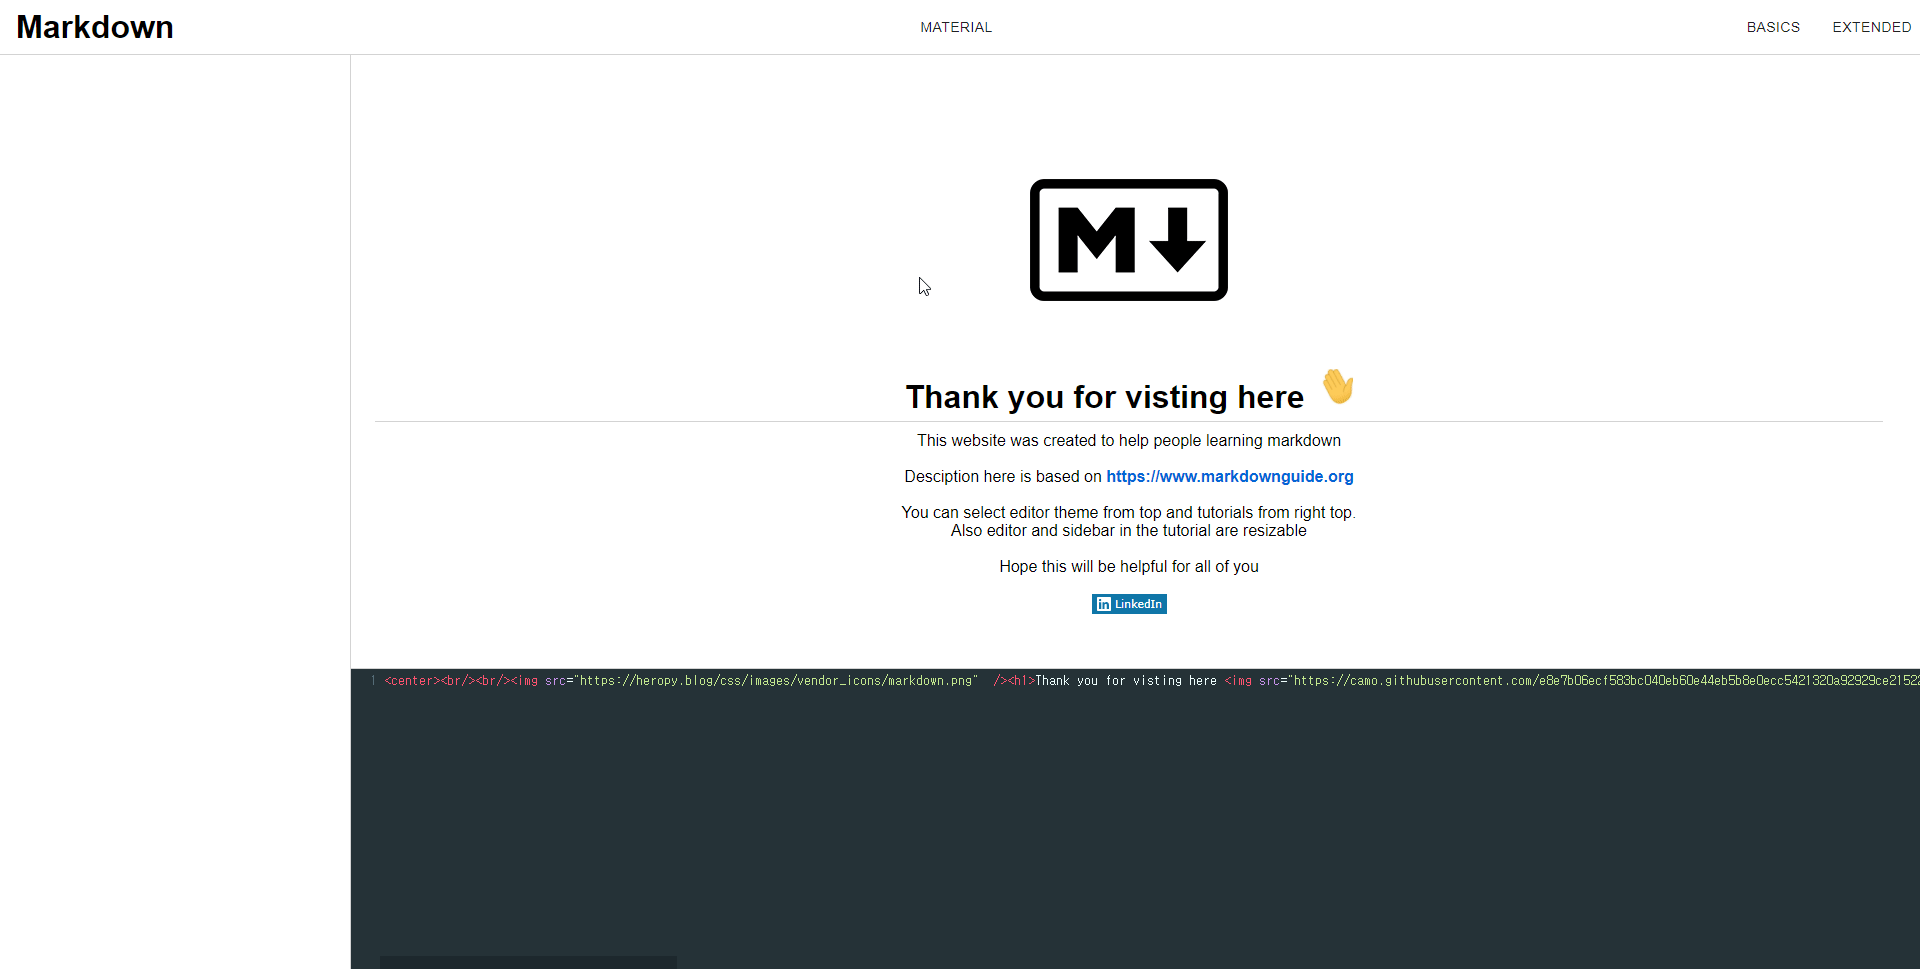 Markdown
MATERIAL
BASICS
EXTENDED
M
Thank you for visting here
This website was created to help people learning markdown
Desciption here is based on https://www.markdownguide.org
You can select editor theme from top and tutorials from right top.
Also editor and sidebar in the tutorial are resizable
Hope this will be helpful for all of you
in LinkedIn
1 <center><br/><br/><img src="https://heropy.blog/css/images/vendor_icons/markdown.png"  /><h1>Thank you for visting here <img src="https://camo.githubusercontent.com/e8e7b06ecf583bc040eb60e44eb5b8e0ecc5421320a92929ce21522